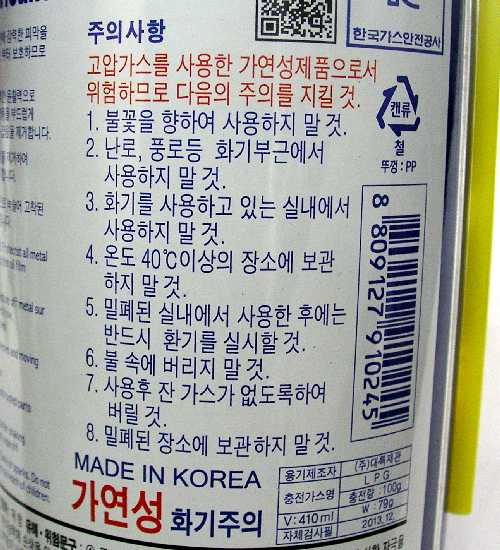 주의사항
한국가스안전공사
고압가스를 사용한 가연성제품으로서
위험하므로 다음의 주의를 지킬 것.
1. 불꽃을 향하여 사용하지 말 것.
2. 난로, 풍로등 화기부근에서
사용하지 말 것.
3. 화기를 사용하고 있는 실내에서
사용하지 말 것.
4. 온도 40℃이상의 장소에 보관
하지 말 것.
5. 밀폐된 실내에서 사용한 후에는
반드시 환기를 실시할 것.
6. 불 속에 버리지 말 것.
7. 사용후 잔 가스가 없도록하여
버릴 것.
8. 밀폐된 장소에 보관하지 말 것.
캔류
철
뚜껑 : PP
8 809127 910245
MADE IN KOREA
가연성 화기주의
용기제조자 (주)대륙제관
충전가스명 LPG
충전량 : 100g
V : 410ml W : 79g
자체검사필 2013.12.